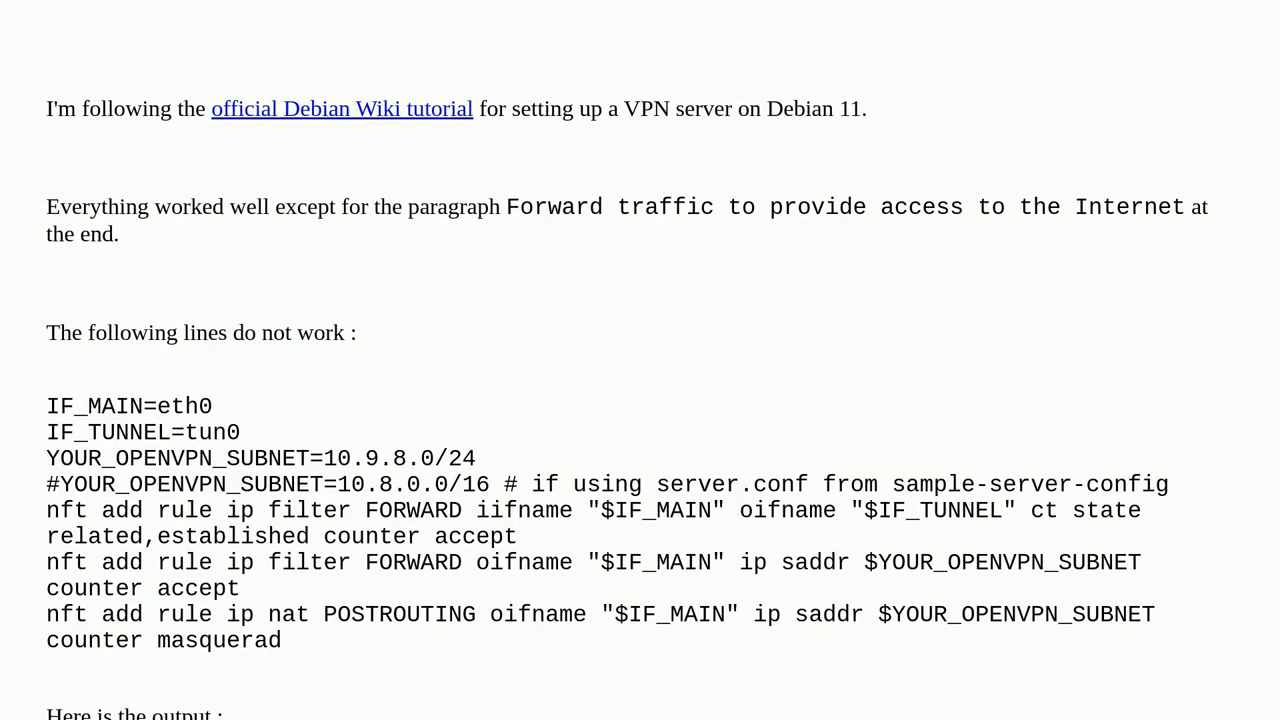 I'm following the official Debian Wiki tutorial for setting up a VPN server on Debian 11.
Everything worked well except for the paragraph Forward traffic to provide access to the Internet at
the end.
The following lines do not work :
IF_MAIN=eth0
IF_TUNNEL=tun0
YOUR_OPENVPN_SUBNET=10.9.8.0/24
#YOUR_OPENVPN_SUBNET=10.8.0.0/16 # if using server.conf from sample-server-config
nft add rule ip filter FORWARD iifname "$IF_MAIN" oifname "$IF_TUNNEL" ct state
related,established counter accept
nft add rule ip filter FORWARD oifname "$IF_MAIN" ip saddr $YOUR_OPENVPN_SUBNET
counter accept
nft add rule ip nat POSTROUTING oifname "$IF_MAIN" ip saddr $YOUR_OPENVPN_SUBNET
counter masquerad
Here is the output :